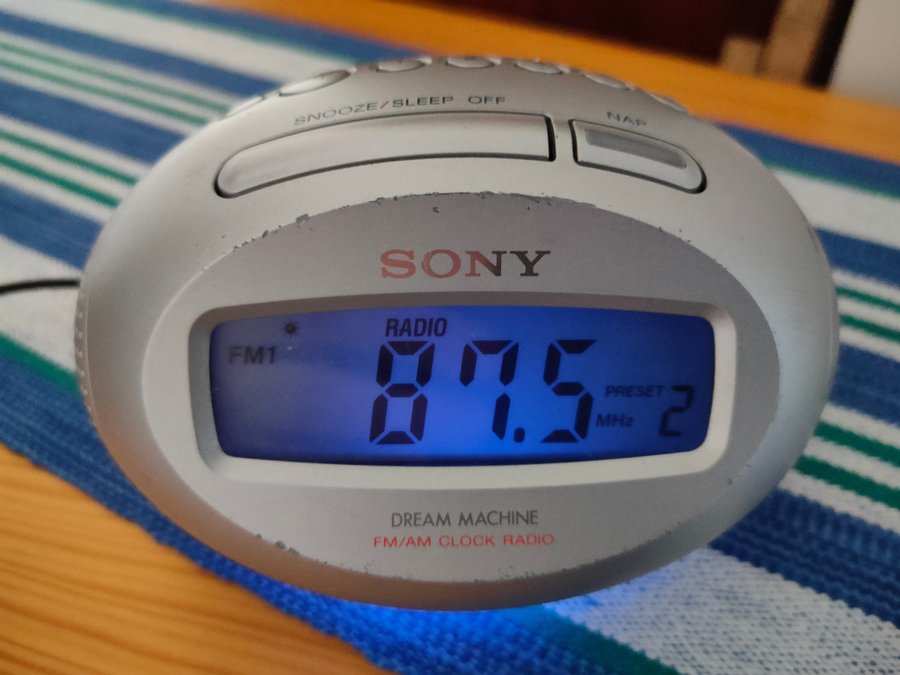 SNOOZE/SLEEP OFF
NAP
SONY
RADIO
FM1
87.5
MHz
PRESET 2
DREAM MACHINE
FM/AM CLOCK RADIO